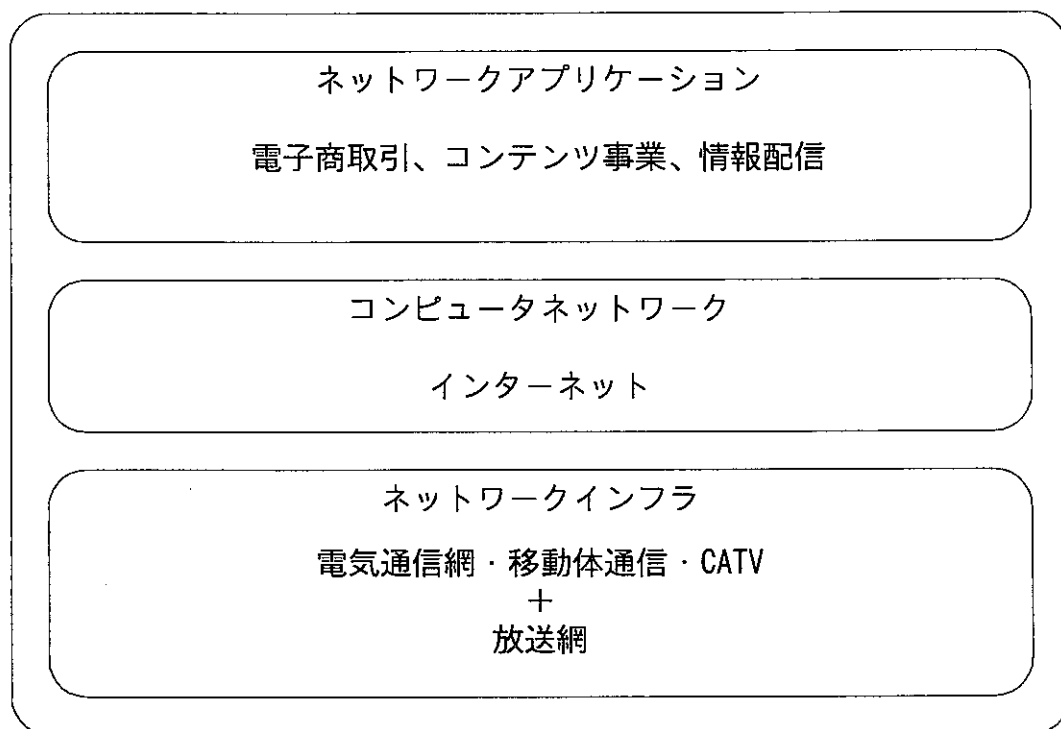 ネットワークアプリケーション
電子商取引、コンテンツ事業、情報配信
コンピュータネットワーク
インターネット
ネットワークインフラ
電気通信網・移動体通信・CATV
＋
放送網